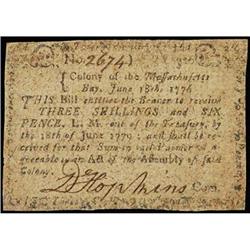 No. 2674
Colony of the Massachusetts
Bay, June 18th, 1776
THIS Bill entitles the Bearer to receive
THREE SHILLINGS and SIX
PENCE, L. M. out of the Treasury, by
the 18th of June 1779; and shall be re-
ceived for that Sum in all Payments a-
greeable to an Act of the Assembly of said
Colony.
D Hopkins Com